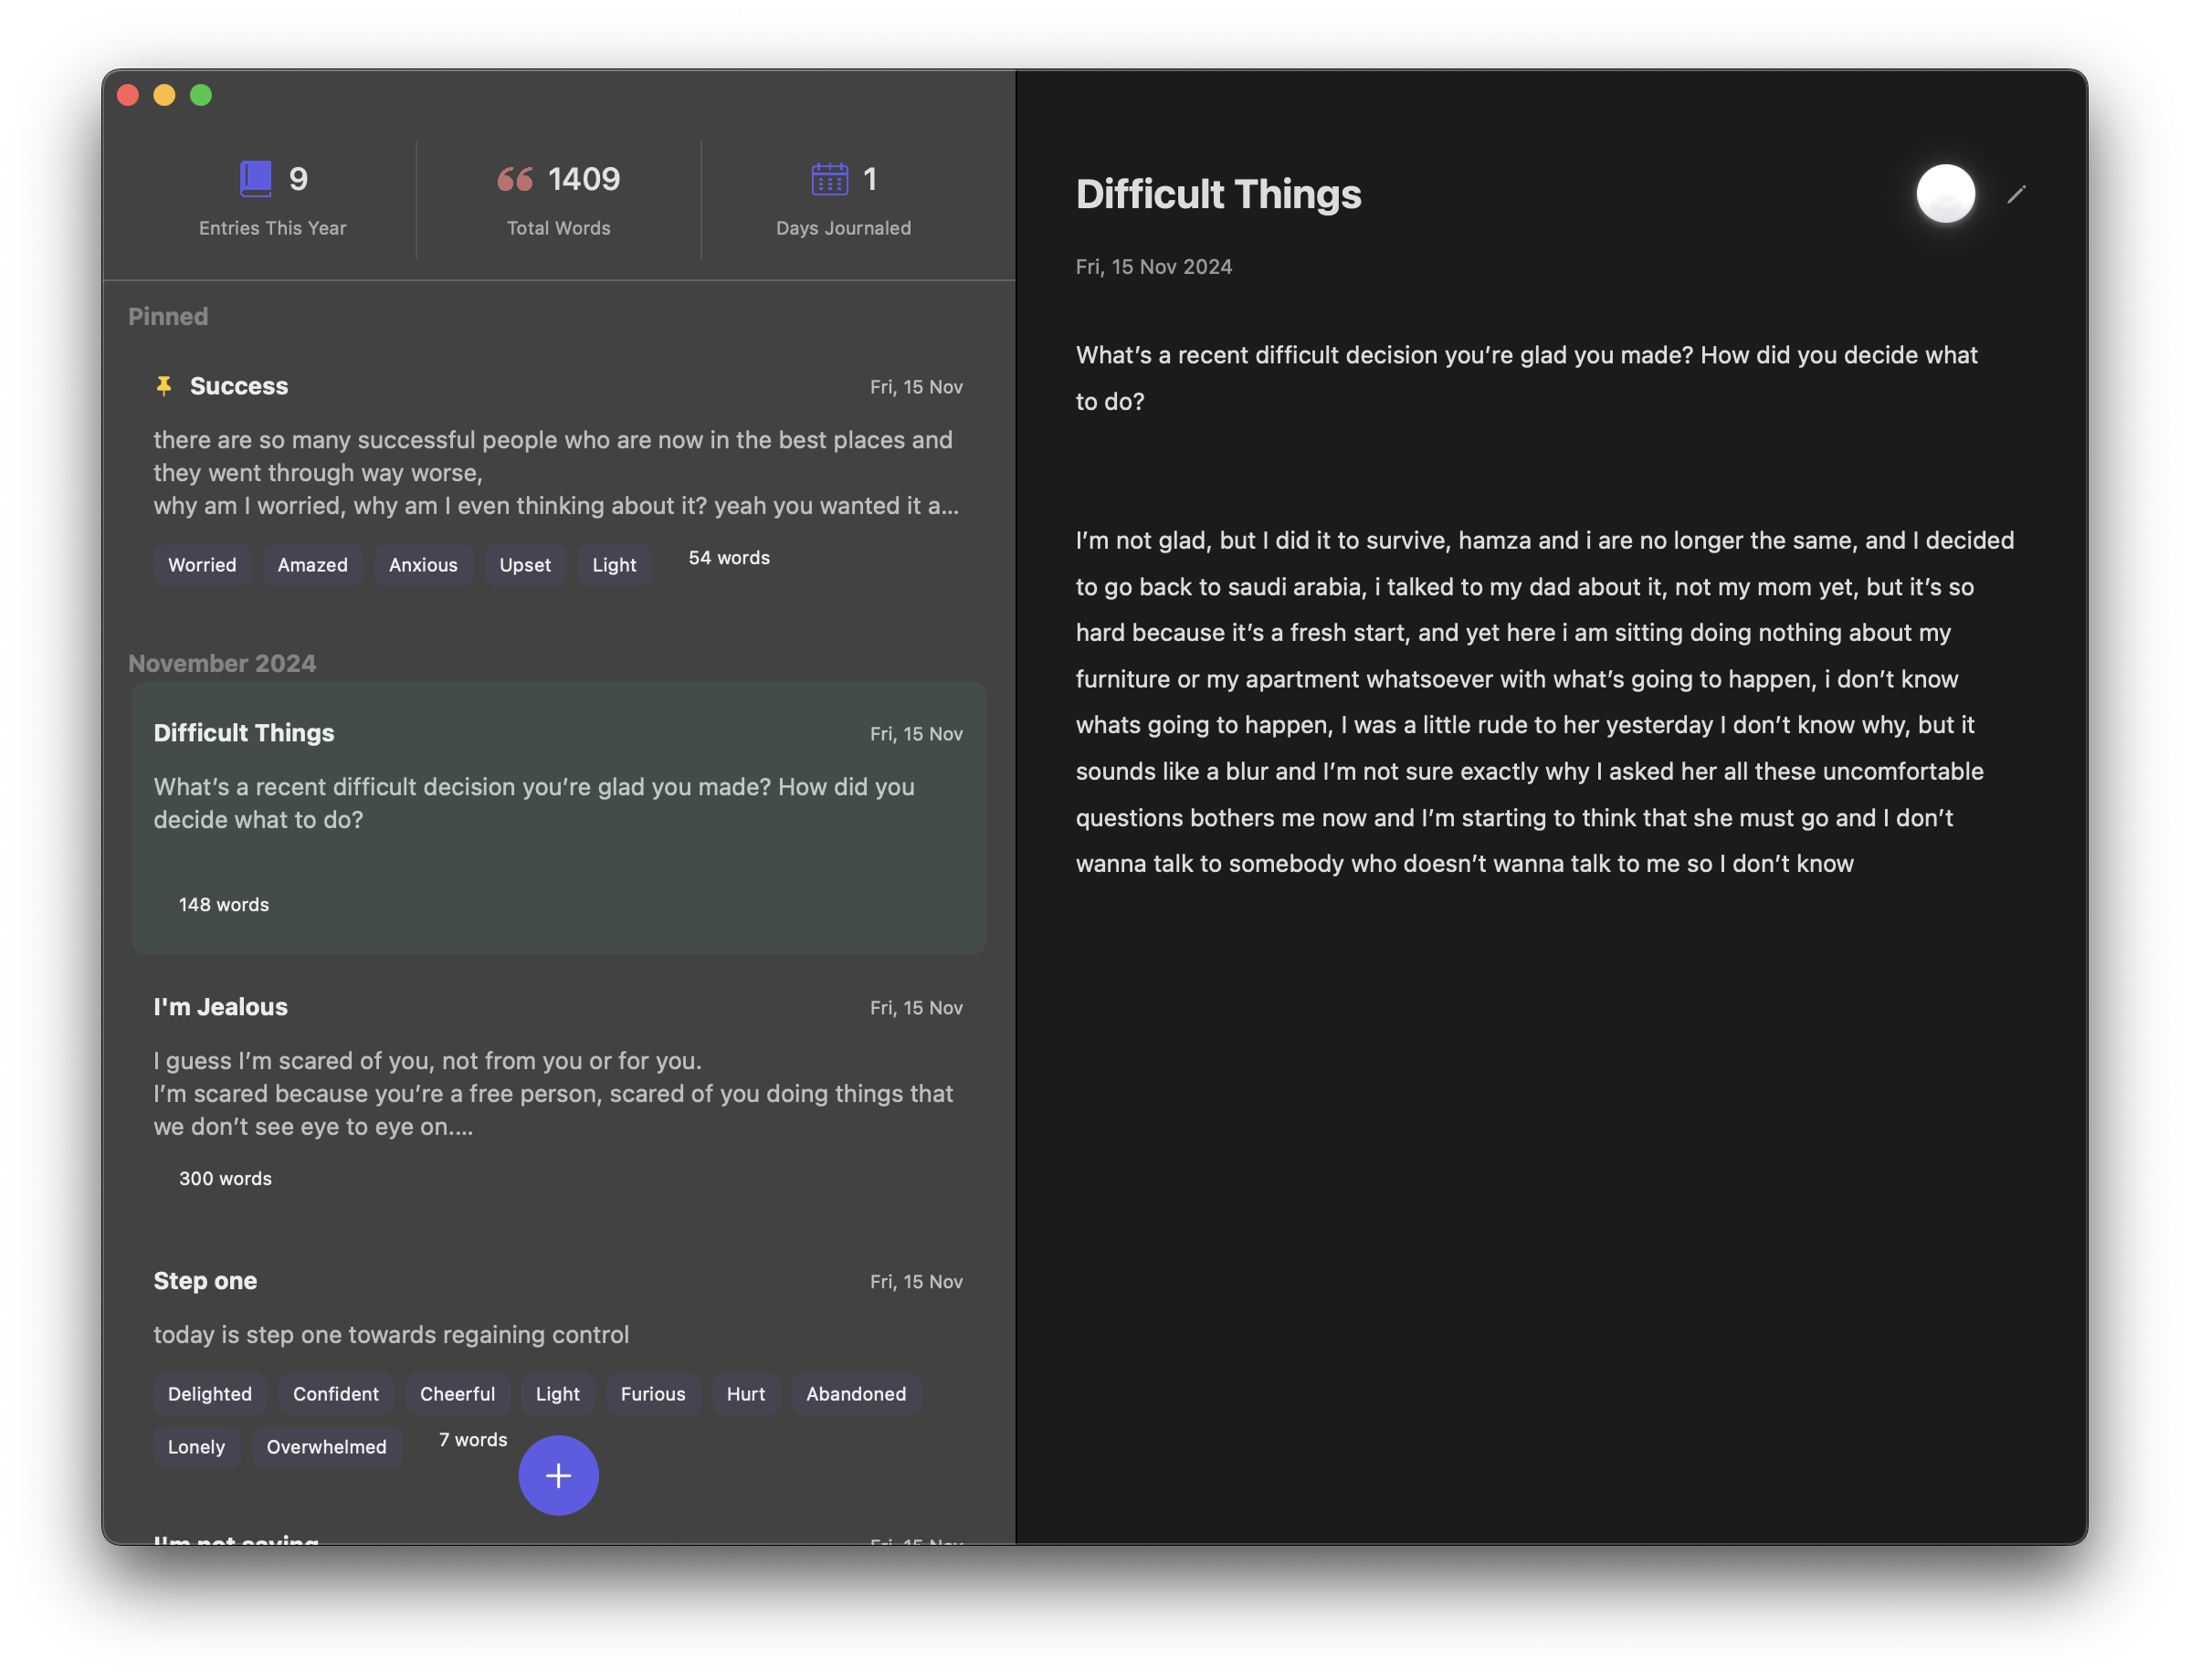 9
Entries This Year
1409
Total Words
1
Days Journaled
Pinned
Success
Fri, 15 Nov
there are so many successful people who are now in the best places and
they went through way worse,
why am I worried, why am I even thinking about it? yeah you wanted it a...
Worried Amazed Anxious Upset Light 54 words
November 2024
Difficult Things
Fri, 15 Nov
What’s a recent difficult decision you’re glad you made? How did you
decide what to do?
148 words
I'm Jealous
Fri, 15 Nov
I guess I’m scared of you, not from you or for you.
I’m scared because you’re a free person, scared of you doing things that
we don’t see eye to eye on....
300 words
Step one
Fri, 15 Nov
today is step one towards regaining control
Delighted Confident Cheerful Light Furious Hurt Abandoned
Lonely Overwhelmed 7 words
I'm not saying
Fri, 15 Nov
Difficult Things
Fri, 15 Nov 2024
What’s a recent difficult decision you’re glad you made? How did you decide what
to do?
I’m not glad, but I did it to survive, hamza and i are no longer the same, and I decided
to go back to saudi arabia, i talked to my dad about it, not my mom yet, but it’s so
hard because it’s a fresh start, and yet here i am sitting doing nothing about my
furniture or my apartment whatsoever with what’s going to happen, i don’t know
whats going to happen, I was a little rude to her yesterday I don’t know why, but it
sounds like a blur and I’m not sure exactly why I asked her all these uncomfortable
questions bothers me now and I’m starting to think that she must go and I don’t
wanna talk to somebody who doesn’t wanna talk to me so I don’t know